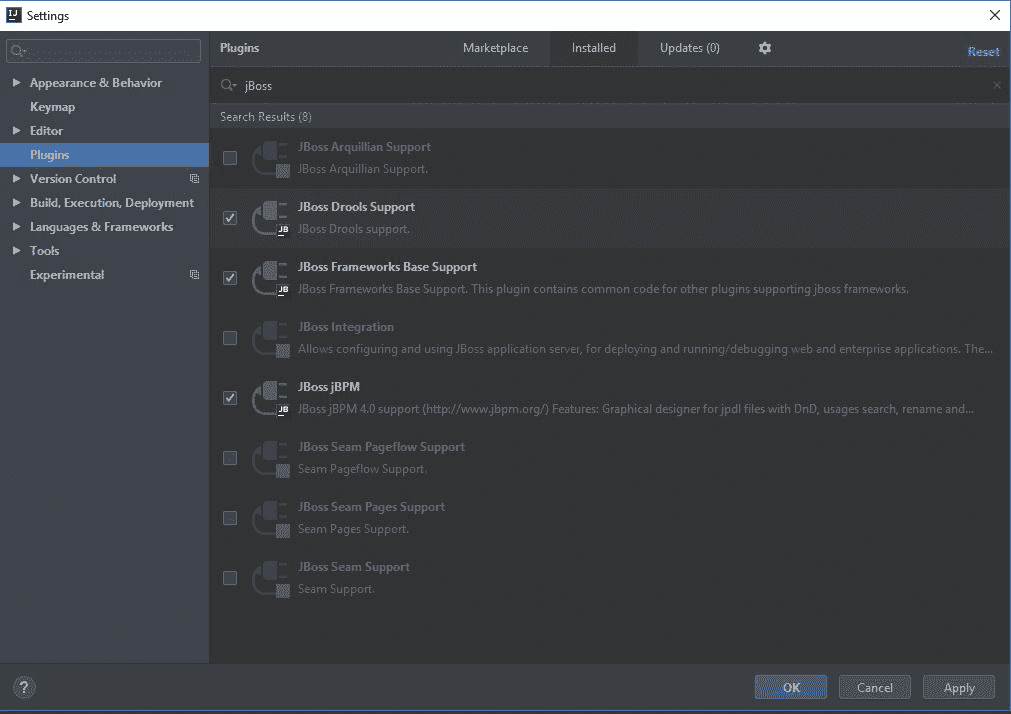 Settings
Plugins Marketplace Installed Updates (0) Reset
jBoss
Search Results (8)
Appearance & Behavior
Keymap
Editor
Plugins
Version Control
Build, Execution, Deployment
Languages & Frameworks
Tools
Experimental
JBoss Arquillian Support
JBoss Arquillian Support.
JBoss Drools Support
JB
JBoss Drools support.
JBoss Frameworks Base Support
JB
JBoss Frameworks Base Support. This plugin contains common code for other plugins supporting jboss frameworks.
JBoss Integration
Allows configuring and using JBoss application server, for deploying and running/debugging web and enterprise applications. The...
JBoss jBPM
JB
JBoss jBPM 4.0 support (http://www.jbpm.org/) Features: Graphical designer for jpdl files with DnD, usages search, rename and...
JBoss Seam Pageflow Support
Seam Pageflow Support.
JBoss Seam Pages Support
Seam Pages Support.
JBoss Seam Support
Seam Support.
? OK Cancel Apply